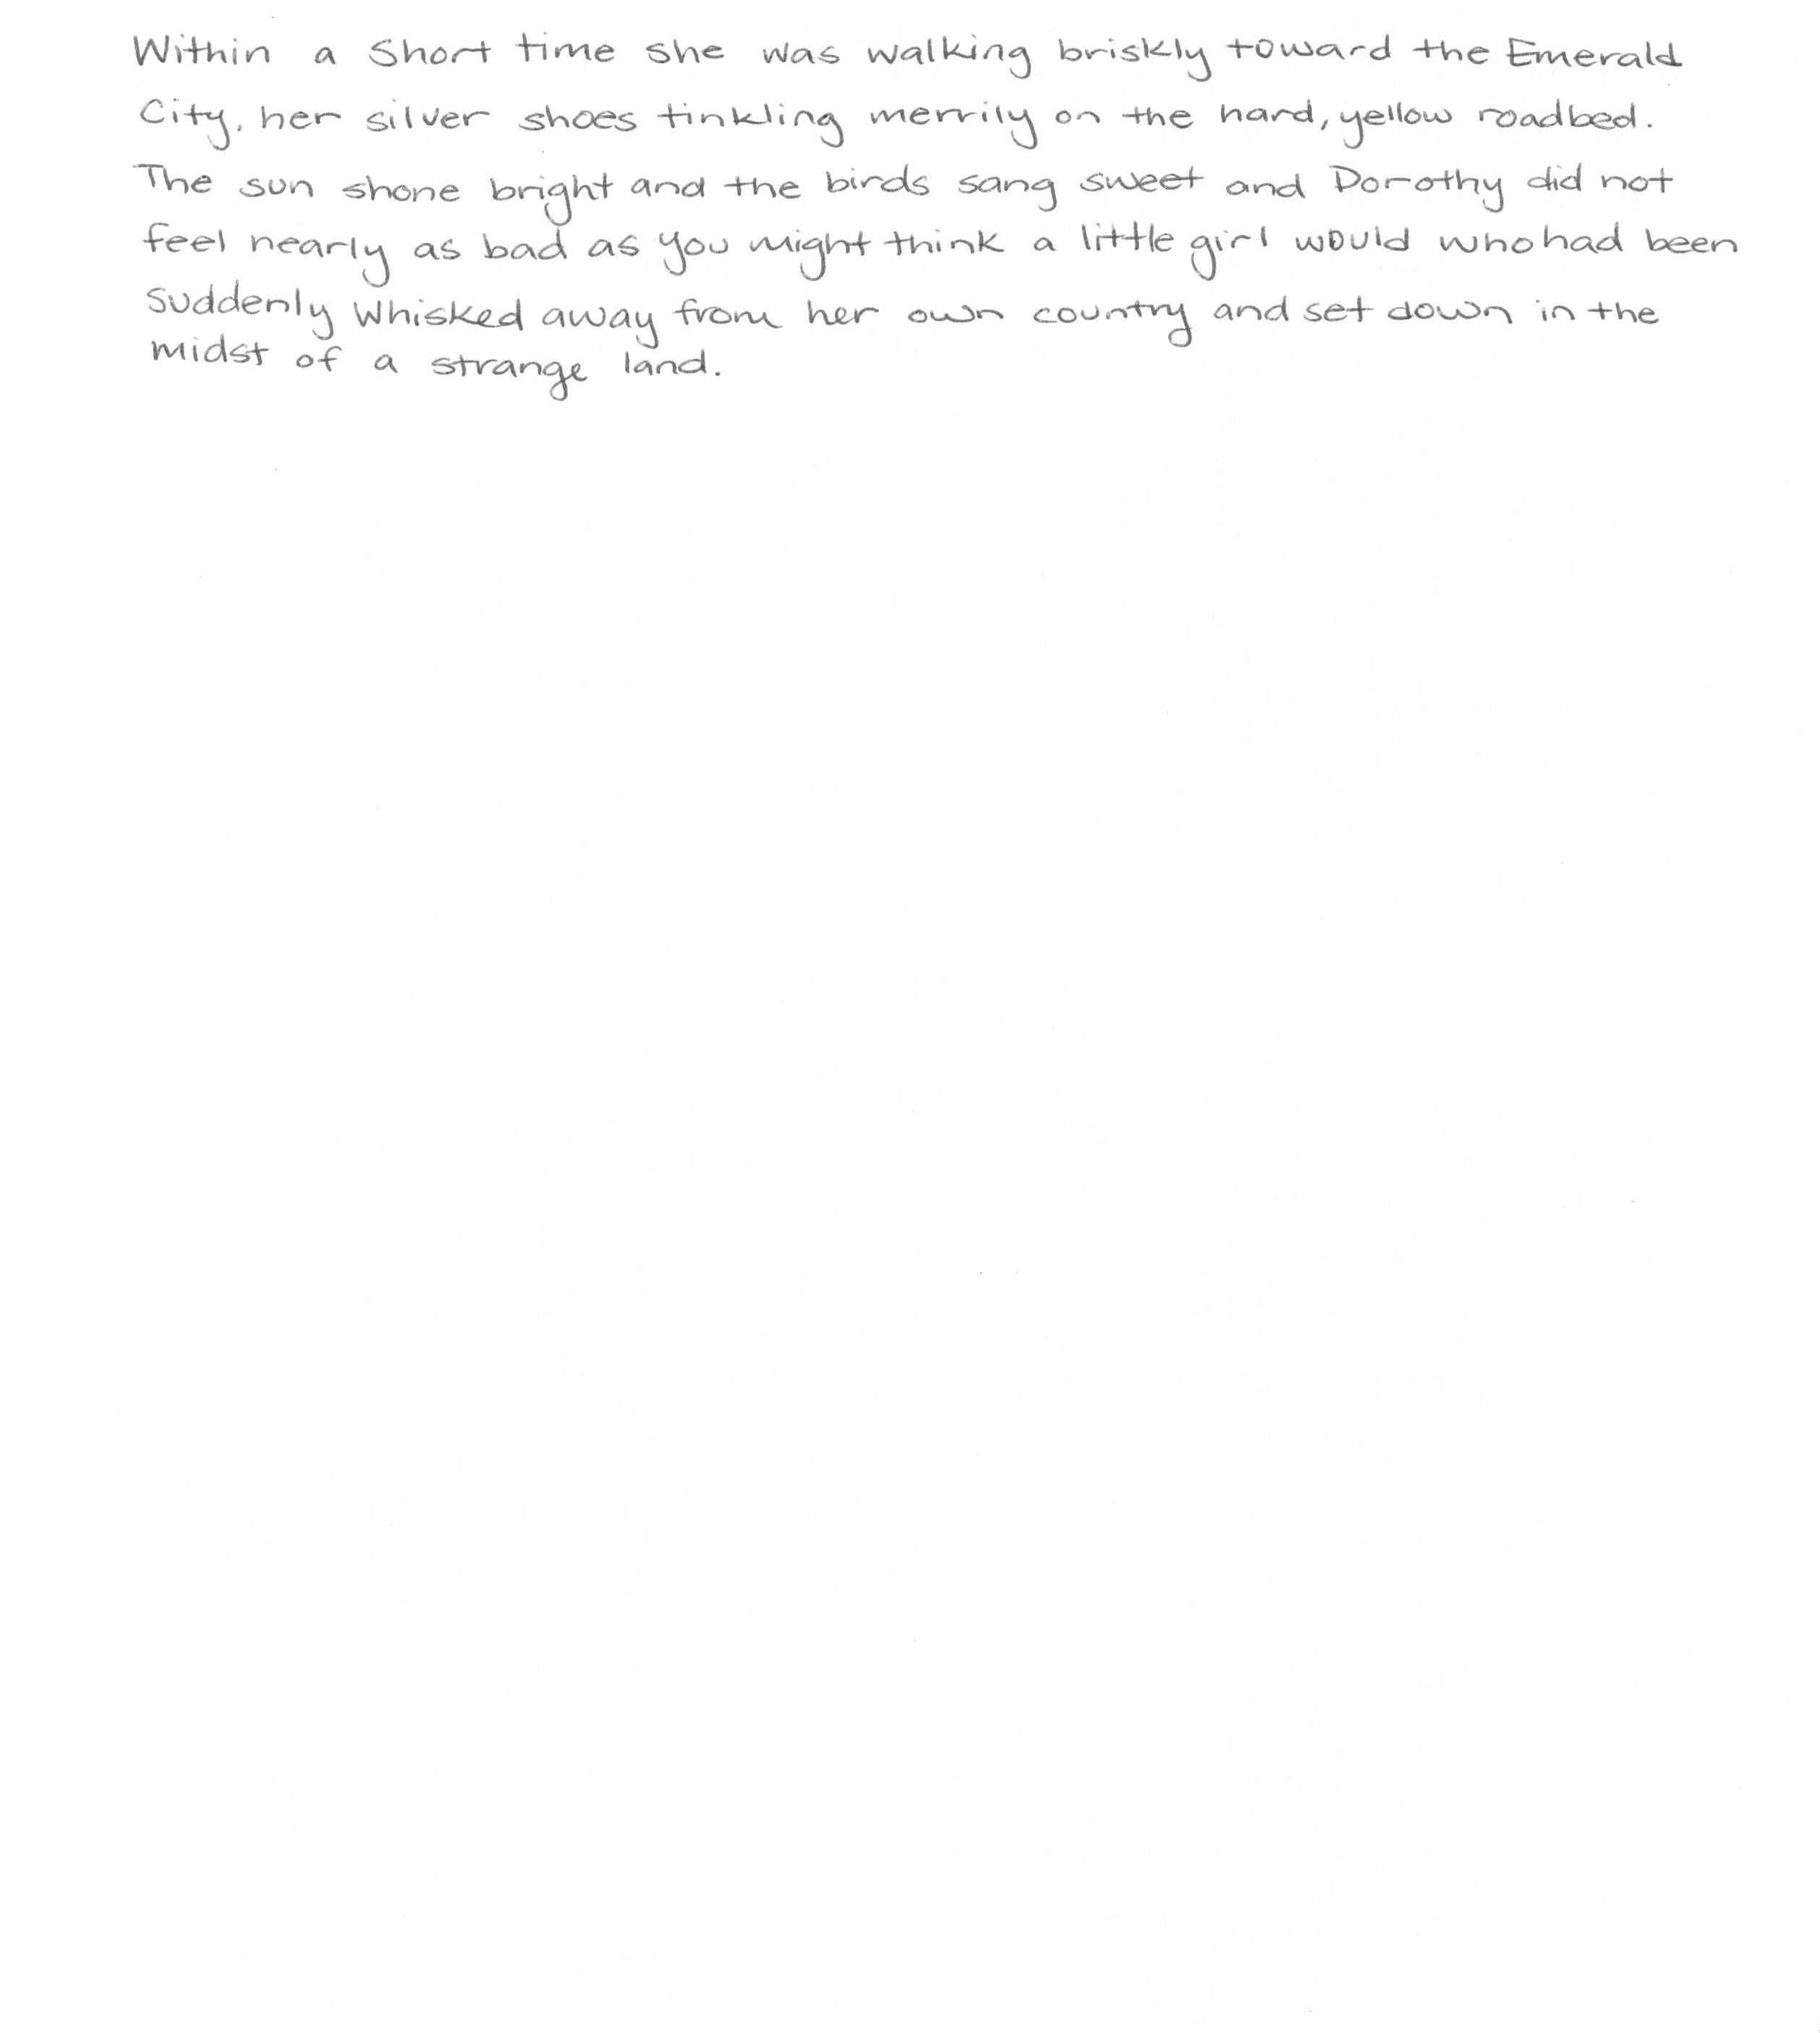 Within a Short time she was walking briskly toward the Emerald
City, her silver shoes tinkling merrily on the hard, yellow roadbed.
The sun shone bright and the birds sang sweet and Dorothy did not
feel nearly as bad as you might think a little girl would who had been
suddenly whisked away from her own country and set down in the
midst of a strange land.